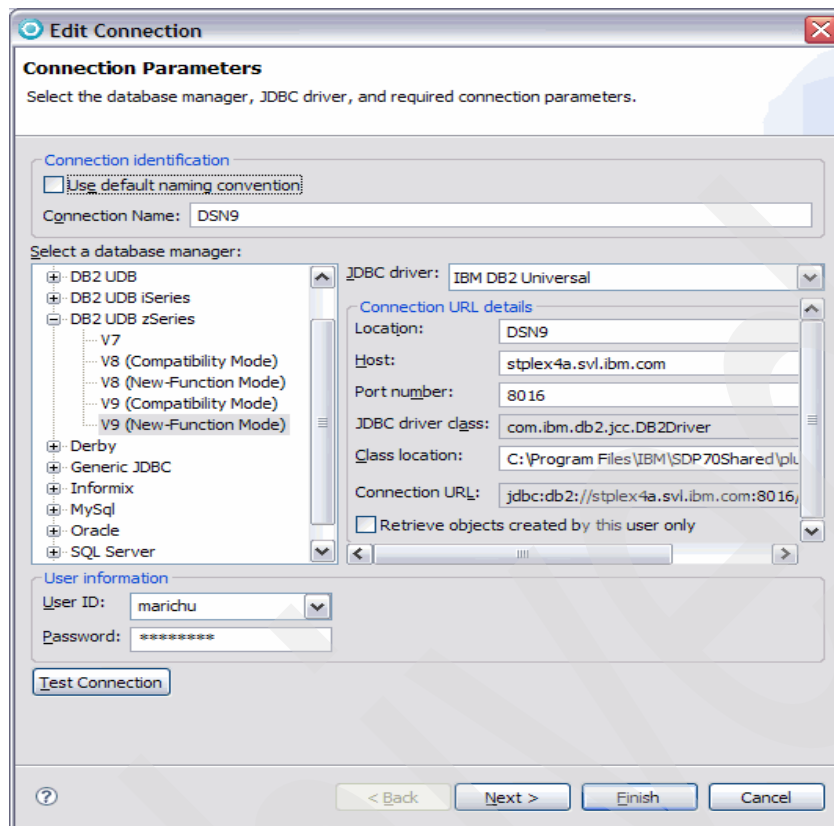 Edit Connection
Connection Parameters
Select the database manager, JDBC driver, and required connection parameters.
Connection identification
Use default naming convention
Connection Name: DSN9
Select a database manager:
DB2 UDB
DB2 UDB iSeries
DB2 UDB zSeries
V7
V8 (Compatibility Mode)
V8 (New-Function Mode)
V9 (Compatibility Mode)
V9 (New-Function Mode)
Derby
Generic JDBC
Informix
MySql
Oracle
SQL Server
JDBC driver: IBM DB2 Universal
Connection URL details
Location: DSN9
Host: stplex4a.svl.ibm.com
Port number: 8016
JDBC driver class: com.ibm.db2.jcc.DB2Driver
Class location: C:\Program Files\IBM\SDP70Shared\plu
Connection URL: jdbc:db2://stplex4a.svl.ibm.com:8016/
Retrieve objects created by this user only
User information
User ID: marichu
Password: ********
Test Connection
? < Back Next > Finish Cancel